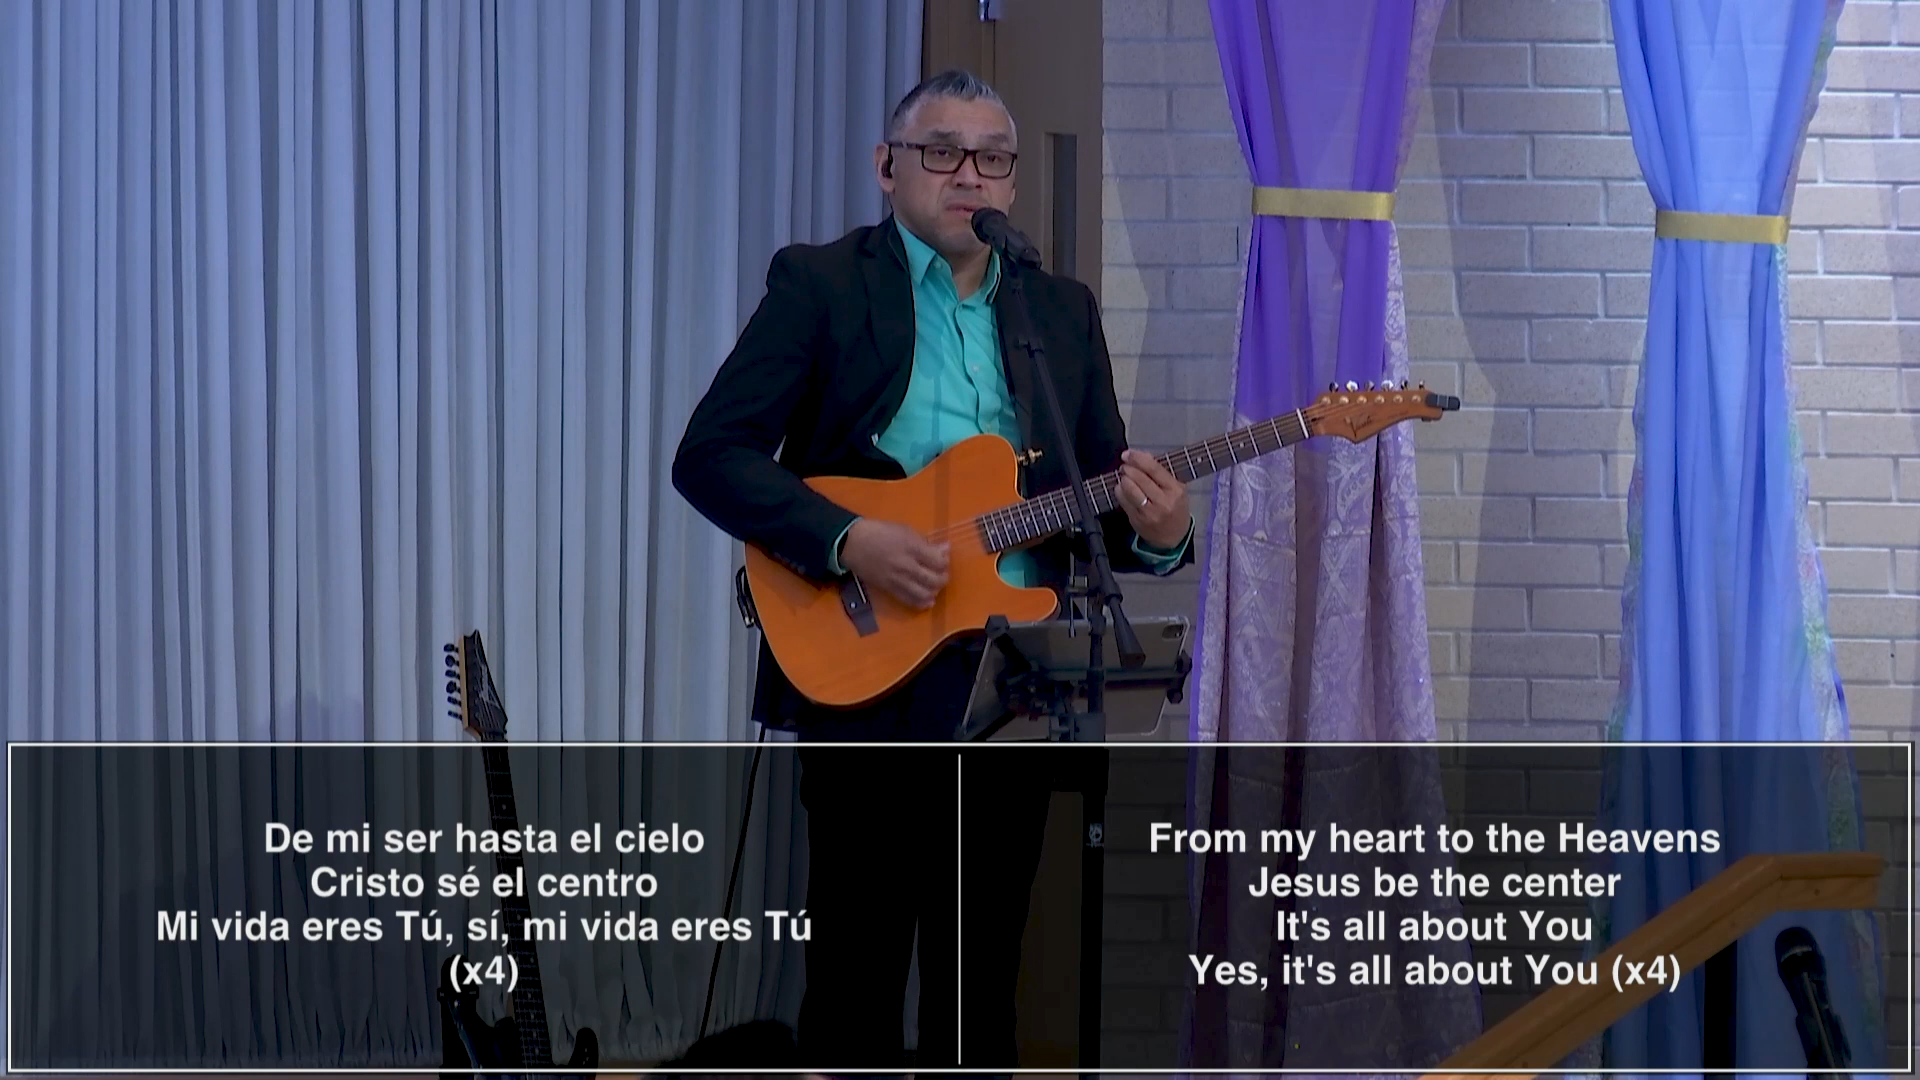 De mi ser hasta el cielo
Cristo sé el centro
Mi vida eres Tú, sí, mi vida eres Tú
(x4)
From my heart to the Heavens
Jesus be the center
It's all about You
Yes, it's all about You (x4)